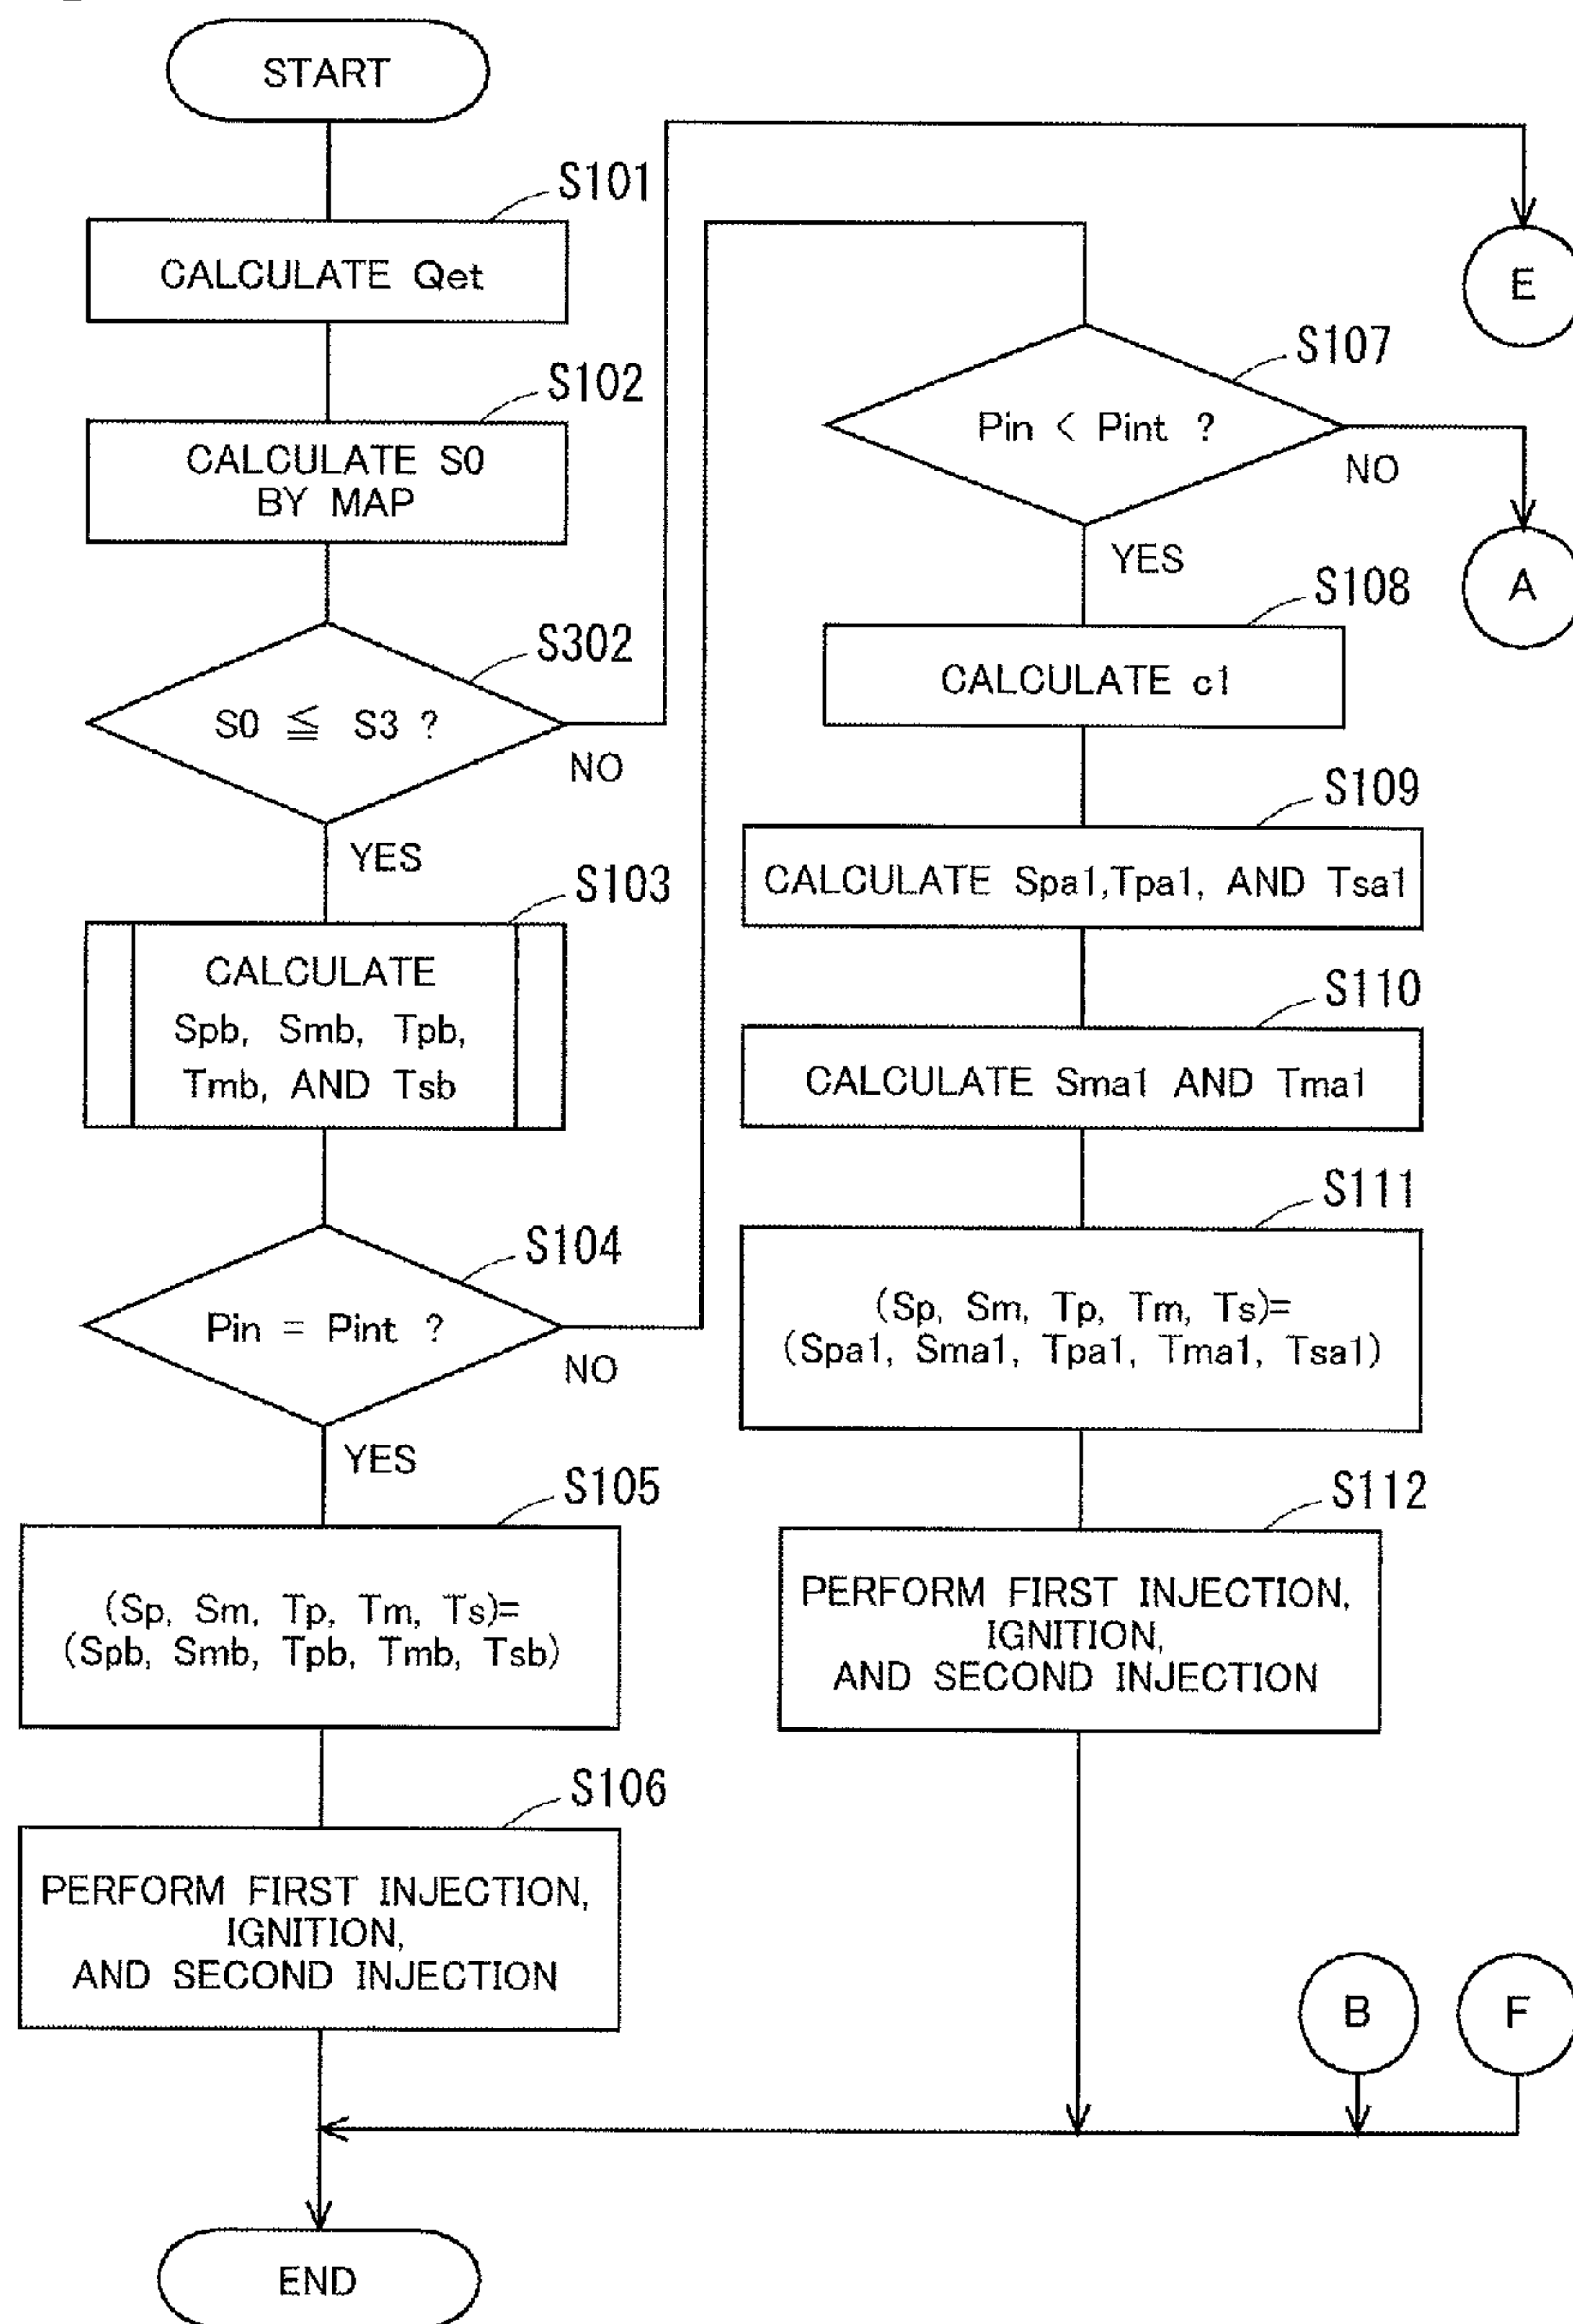 START
S101
CALCULATE Qet
S102
CALCULATE S0
BY MAP
S302
S0 ≦ S3 ?
NO
YES
S103
CALCULATE
Spb, Smb, Tpb,
Tmb, AND Tsb
S104
Pin = Pint ?
NO
YES
S105
(Sp, Sm, Tp, Tm, Ts)=
(Spb, Smb, Tpb, Tmb, Tsb)
S106
PERFORM FIRST INJECTION,
IGNITION,
AND SECOND INJECTION
END
E
S107
Pin < Pint ?
NO
A
YES
S108
CALCULATE c1
S109
CALCULATE Spa1,Tpa1, AND Tsa1
S110
CALCULATE Sma1 AND Tma1
S111
(Sp, Sm, Tp, Tm, Ts)=
(Spa1, Sma1, Tpa1, Tma1, Tsa1)
S112
PERFORM FIRST INJECTION,
IGNITION,
AND SECOND INJECTION
B
F